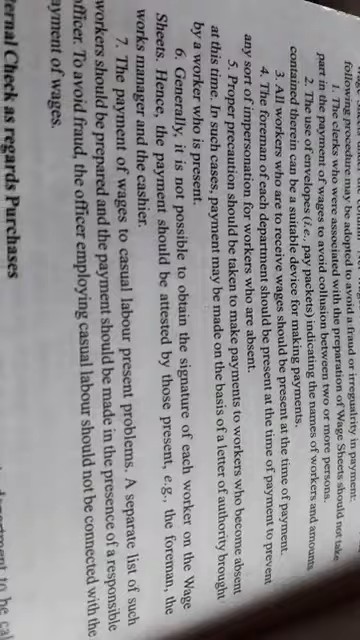 following procedure may be adopted to avoid a fraud or irregularity in payment:
1. The clerks who were associated with the preparation of Wage Sheets should not take
part in the payment of wages to avoid collusion between two or more persons.
2. The use of envelopes (i.e., pay packets) indicating the names of workers and amounts
contained therein can be a suitable device for making payments.
3. All workers who are to receive wages should be present at the time of payment.
4. The foreman of each department should be present at the time of payment to prevent
any sort of impersonation for workers who are absent.
5. Proper precaution should be taken to make payments to workers who become absent
at this time. In such cases, payment may be made on the basis of a letter of authority brought
by a worker who is present.
6. Generally, it is not possible to obtain the signature of each worker on the Wage
Sheets. Hence, the payment should be attested by those present, e.g., the foreman, the
works manager and the cashier.
7. The payment of wages to casual labour present problems. A separate list of such
workers should be prepared and the payment should be made in the presence of a responsible
officer. To avoid fraud, the officer employing casual labour should not be connected with the
ayment of wages.
ternal Check as regards Purchases
department to be